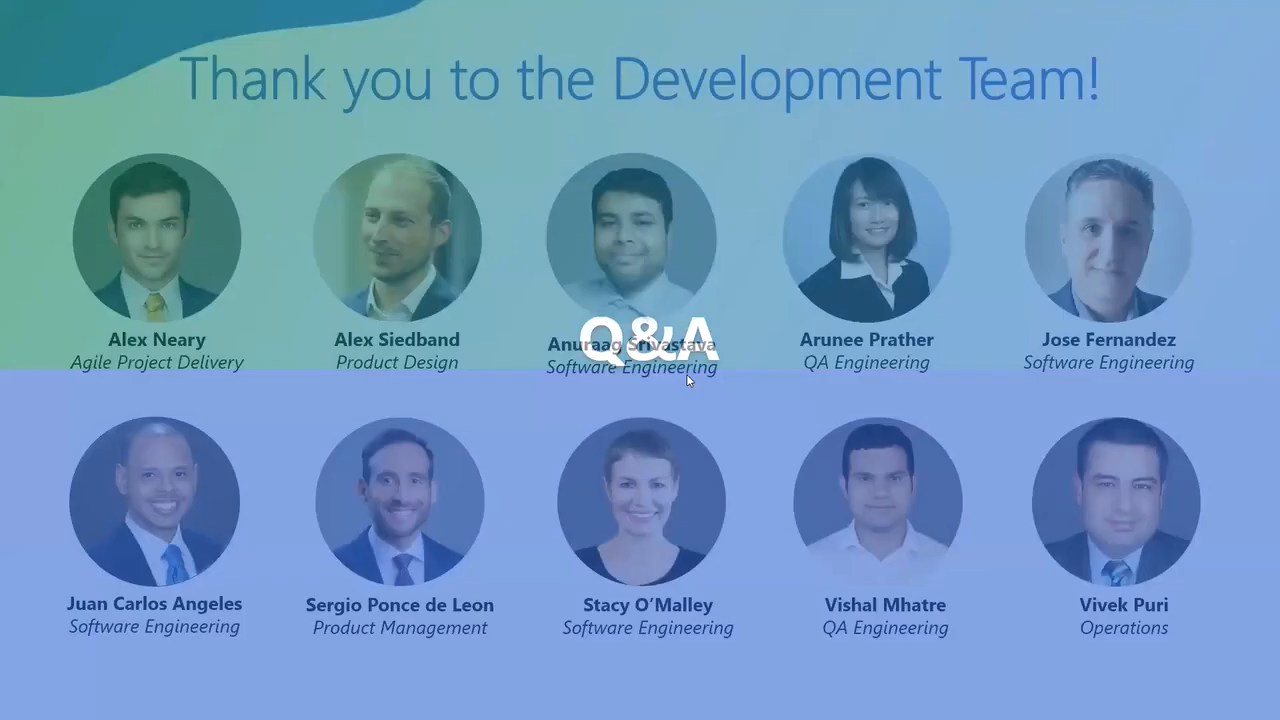 Thank you to the Development Team!
Alex Neary
Agile Project Delivery
Alex Siedband
Product Design
Anuraag Srivastava
Software Engineering
Arunee Prather
QA Engineering
Jose Fernandez
Software Engineering
Q&A
Juan Carlos Angeles
Software Engineering
Sergio Ponce de Leon
Product Management
Stacy O’Malley
Software Engineering
Vishal Mhatre
QA Engineering
Vivek Puri
Operations